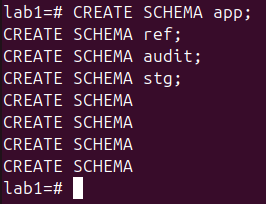 lab1=# CREATE SCHEMA app;
CREATE SCHEMA ref;
CREATE SCHEMA audit;
CREATE SCHEMA stg;
CREATE SCHEMA
CREATE SCHEMA
CREATE SCHEMA
CREATE SCHEMA
lab1=#